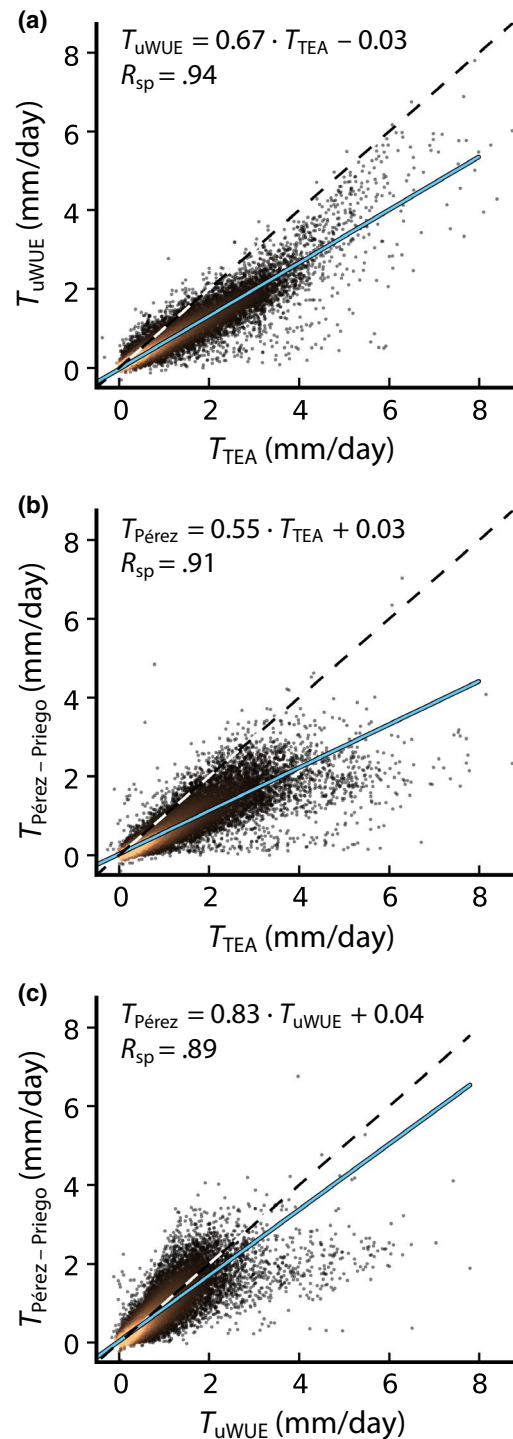 (a)
T_uWUE = 0.67 · T_TEA – 0.03
R_sp = .94
8
6
4
2
0
T_uWUE (mm/day)
0 2 4 6 8
T_TEA (mm/day)
(b)
T_Pérez = 0.55 · T_TEA + 0.03
R_sp = .91
8
6
4
2
0
T_Pérez – Priego (mm/day)
0 2 4 6 8
T_TEA (mm/day)
(c)
T_Pérez = 0.83 · T_uWUE + 0.04
R_sp = .89
8
6
4
2
0
T_Pérez – Priego (mm/day)
0 2 4 6 8
T_uWUE (mm/day)